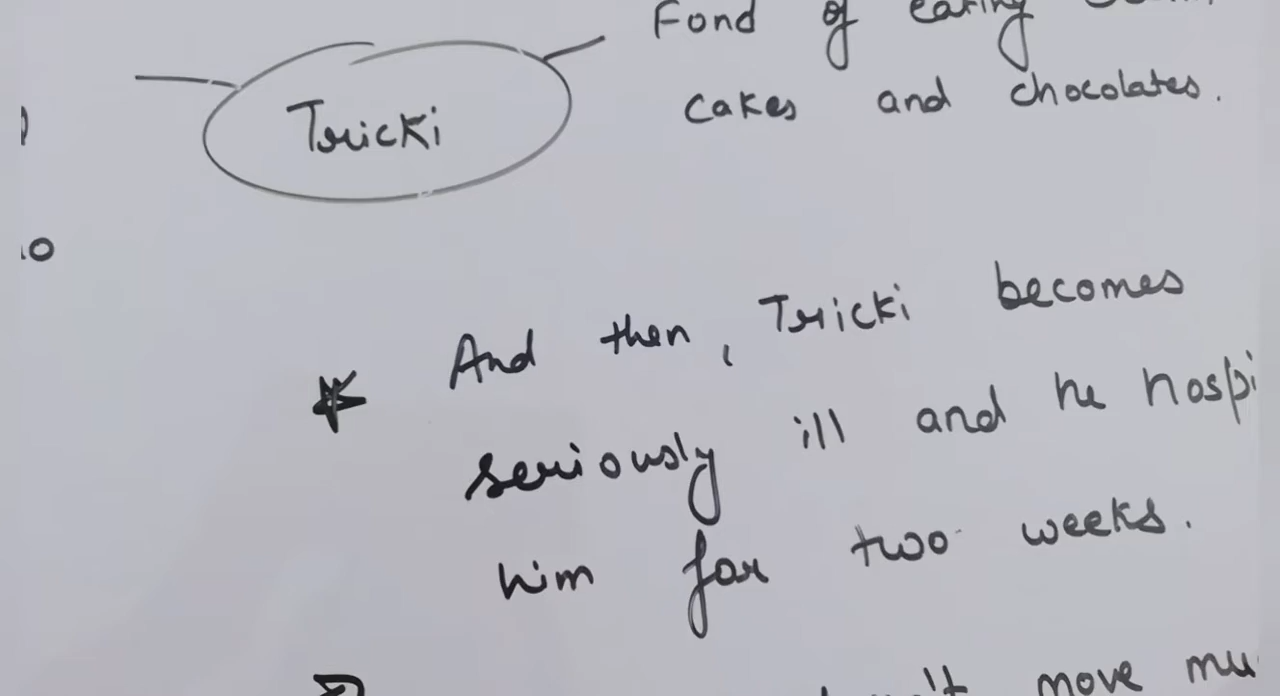 Fond of eating
Tricki
cakes and chocolates.
And then, Tricki becomes
seriously ill and he hospi
him for two weeks.
move mu